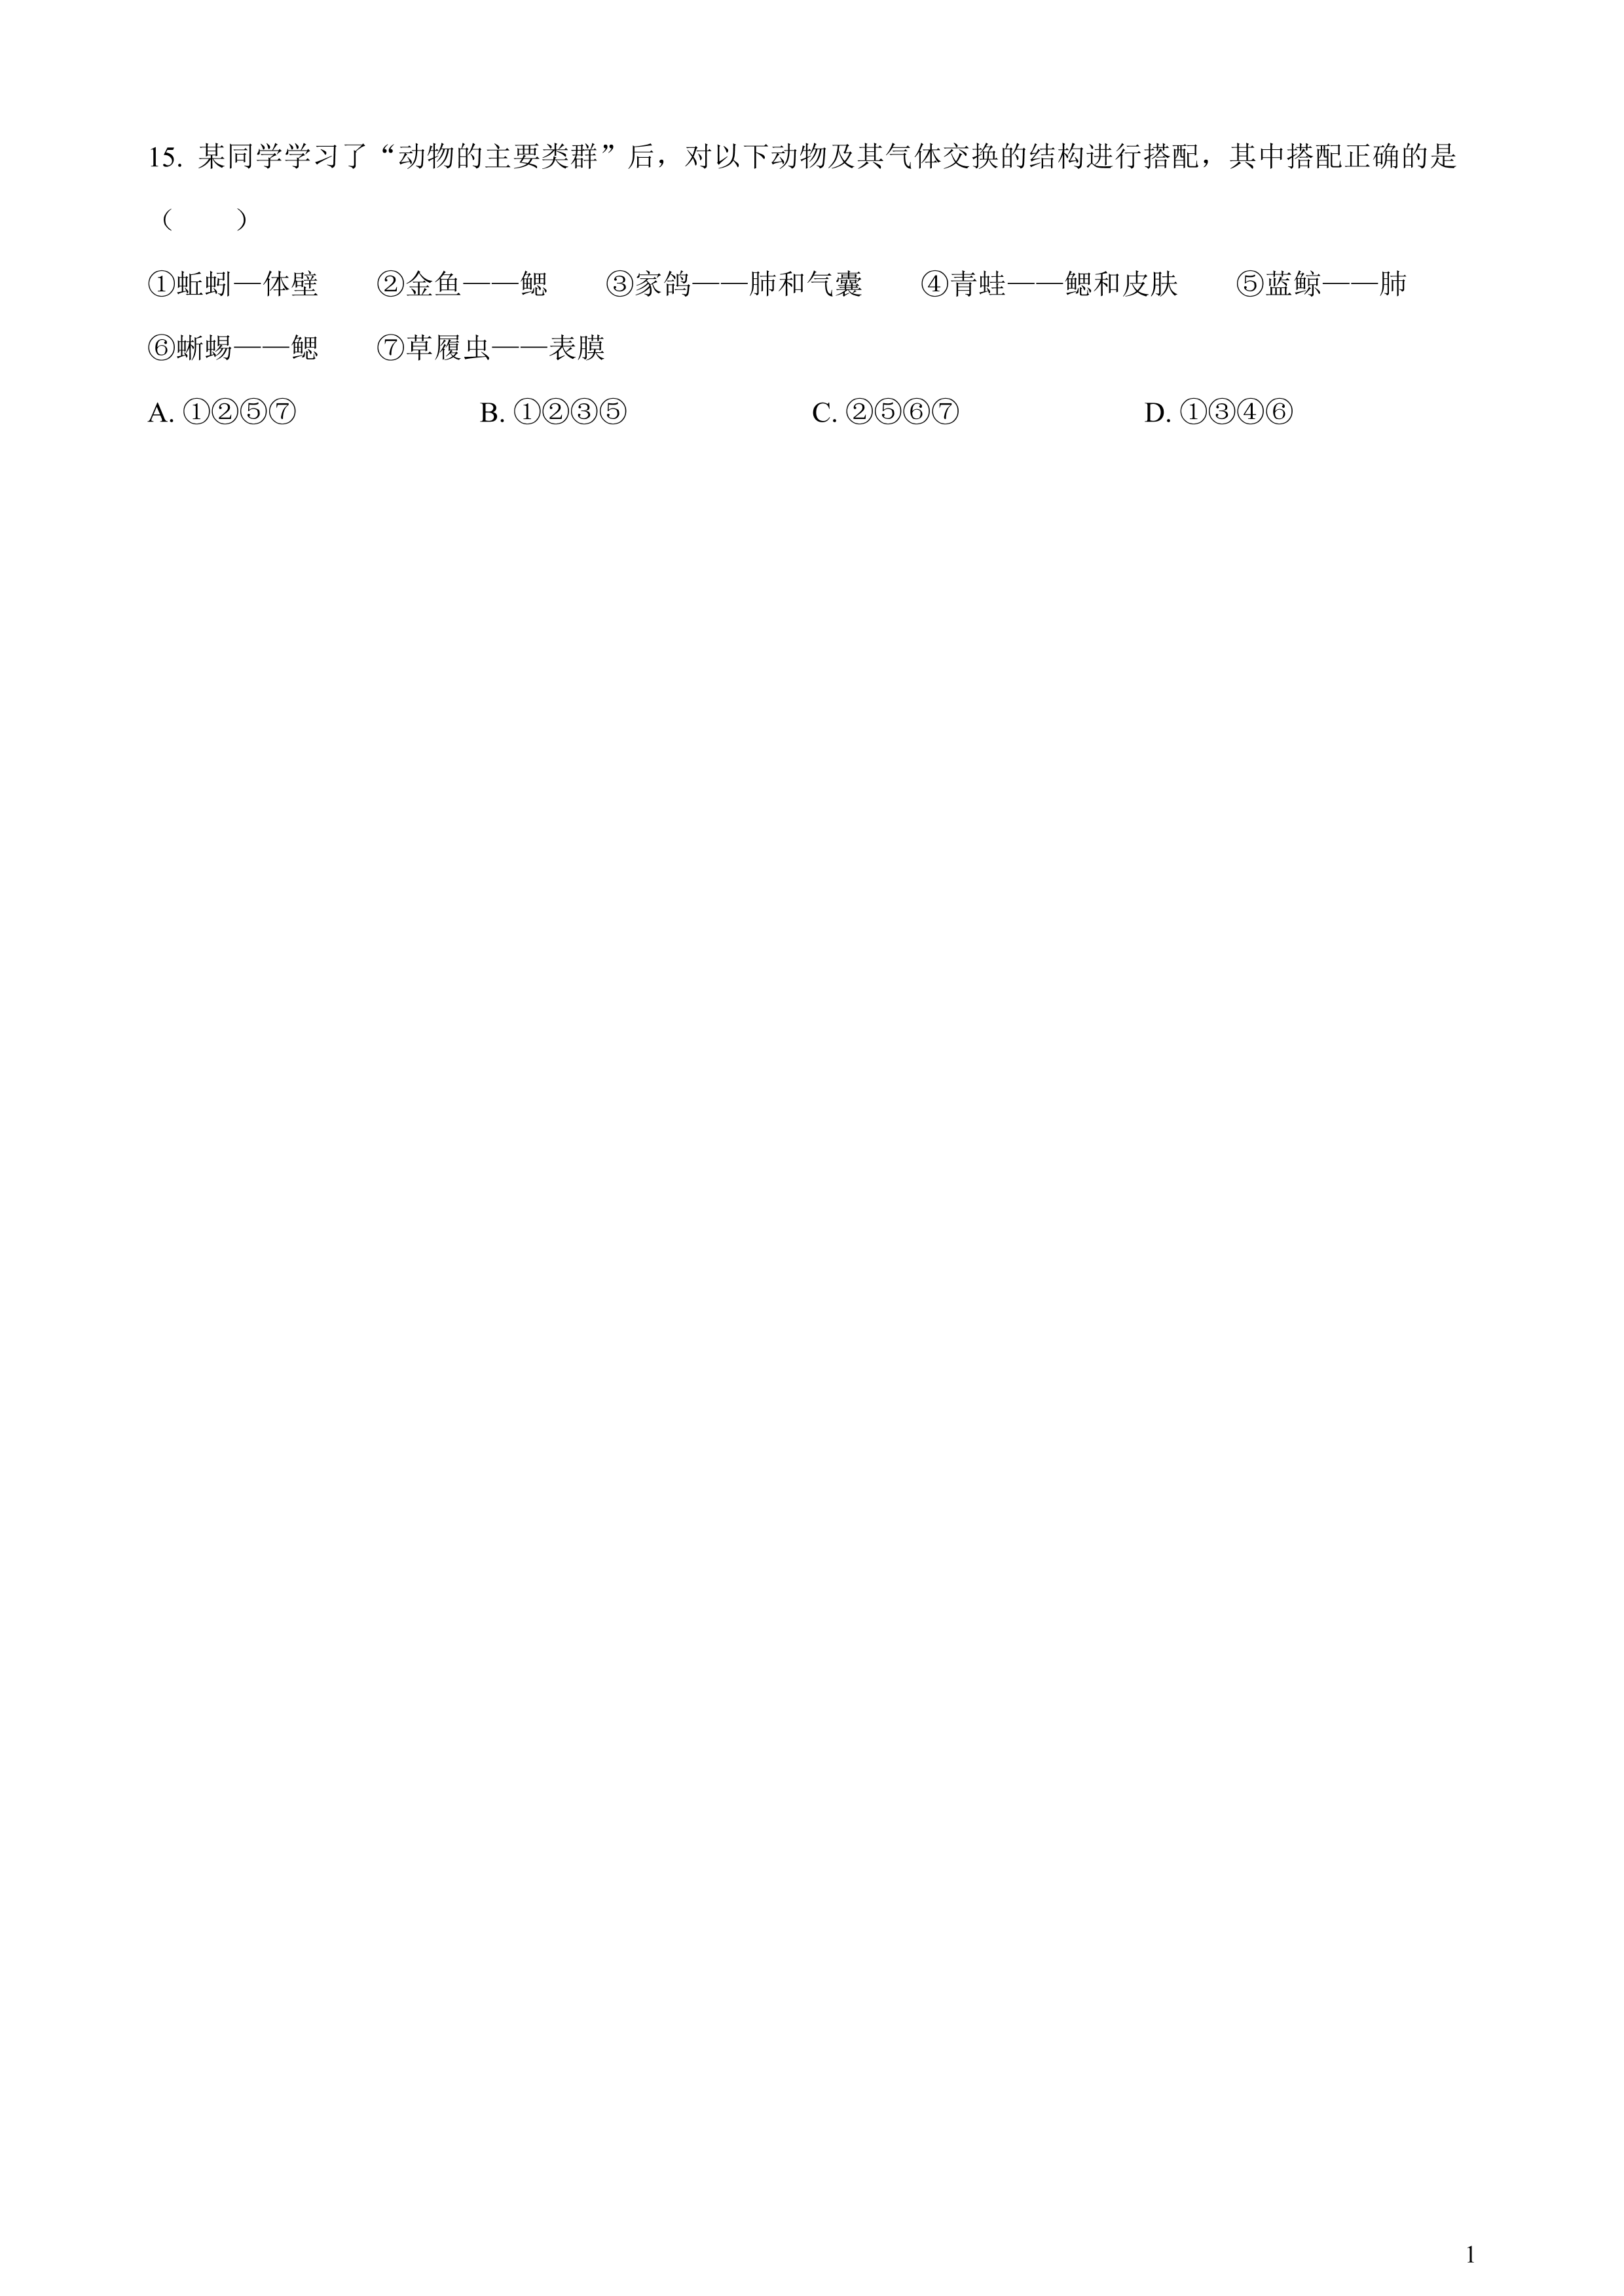 15. 某同学学习了“动物的主要类群”后，对以下动物及其气体交换的结构进行搭配，其中搭配正确的是
（　　）
①蚯蚓—体壁　　②金鱼——鳃　　③家鸽——肺和气囊　　④青蛙——鳃和皮肤　　⑤蓝鲸——肺
⑥蜥蜴——鳃　　⑦草履虫——表膜
A. ①②⑤⑦　　B. ①②③⑤　　C. ②⑤⑥⑦　　D. ①③④⑥
1